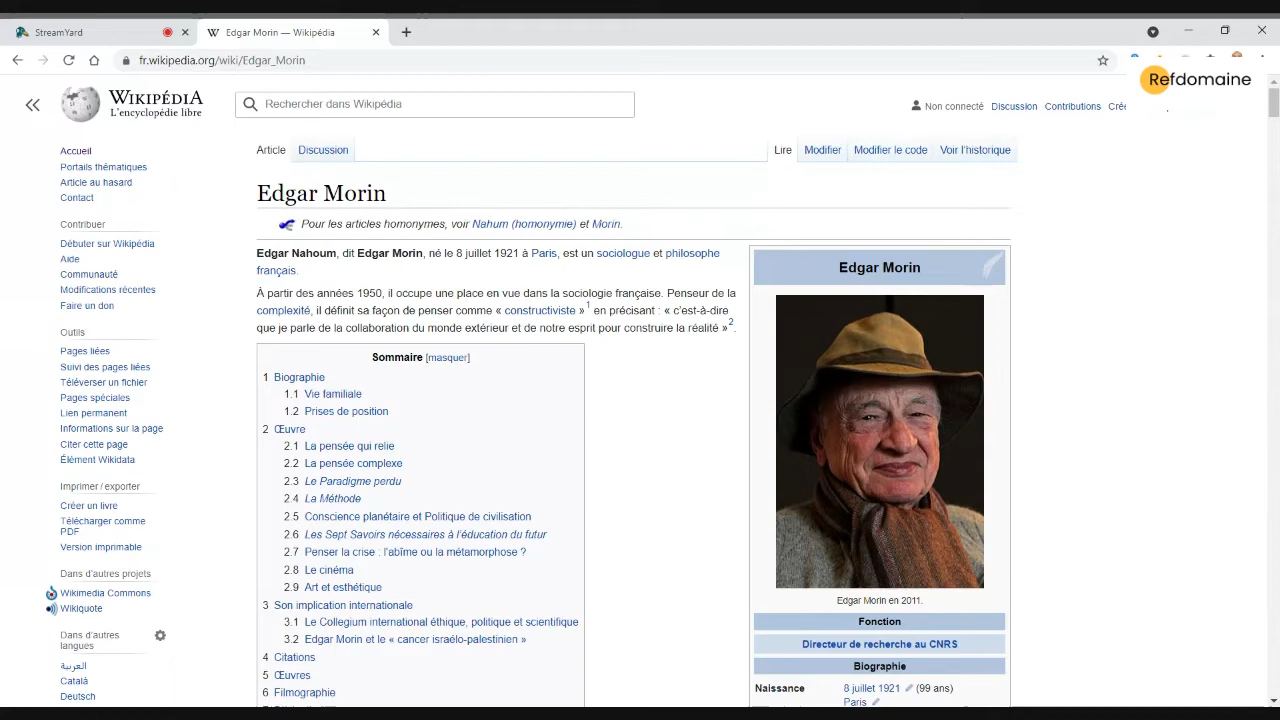 StreamYard
Edgar Morin — Wikipédia
fr.wikipedia.org/wiki/Edgar_Morin
Refdomaine
WIKIPÉDIA
L'encyclopédie libre
Rechercher dans Wikipédia
Non connecté Discussion Contributions Crée
Article Discussion Lire Modifier Modifier le code Voir l'historique
Accueil
Portails thématiques
Article au hasard
Contact
Contribuer
Débuter sur Wikipédia
Aide
Communauté
Modifications récentes
Faire un don
Outils
Pages liées
Suivi des pages liées
Téléverser un fichier
Pages spéciales
Lien permanent
Informations sur la page
Citer cette page
Élément Wikidata
Imprimer / exporter
Créer un livre
Télécharger comme
PDF
Version imprimable
Dans d'autres projets
Wikimedia Commons
Wikiquote
Dans d'autres
langues
العربية
Català
Deutsch
Edgar Morin
Pour les articles homonymes, voir Nahum (homonymie) et Morin.
Edgar Nahoum, dit Edgar Morin, né le 8 juillet 1921 à Paris, est un sociologue et philosophe
français.
À partir des années 1950, il occupe une place en vue dans la sociologie française. Penseur de la
complexité, il définit sa façon de penser comme « constructiviste »1 en précisant : « c'est-à-dire
que je parle de la collaboration du monde extérieur et de notre esprit pour construire la réalité »2.
Sommaire [masquer]
1 Biographie
1.1 Vie familiale
1.2 Prises de position
2 Œuvre
2.1 La pensée qui relie
2.2 La pensée complexe
2.3 Le Paradigme perdu
2.4 La Méthode
2.5 Conscience planétaire et Politique de civilisation
2.6 Les Sept Savoirs nécessaires à l'éducation du futur
2.7 Penser la crise : l'abîme ou la métamorphose ?
2.8 Le cinéma
2.9 Art et esthétique
3 Son implication internationale
3.1 Le Collegium international éthique, politique et scientifique
3.2 Edgar Morin et le « cancer israélo-palestinien »
4 Citations
5 Œuvres
6 Filmographie
Edgar Morin
Edgar Morin en 2011.
Fonction
Directeur de recherche au CNRS
Biographie
Naissance 8 juillet 1921 (99 ans)
Paris